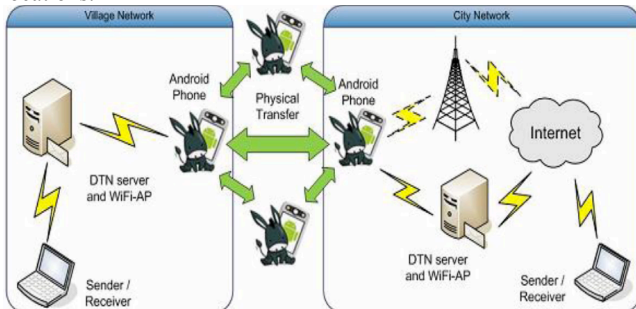 Village Network
City Network
Android
Phone
Physical
Transfer
Android
Phone
Internet
DTN server
and WiFi-AP
DTN server
and WiFi-AP
Sender /
Receiver
Sender /
Receiver